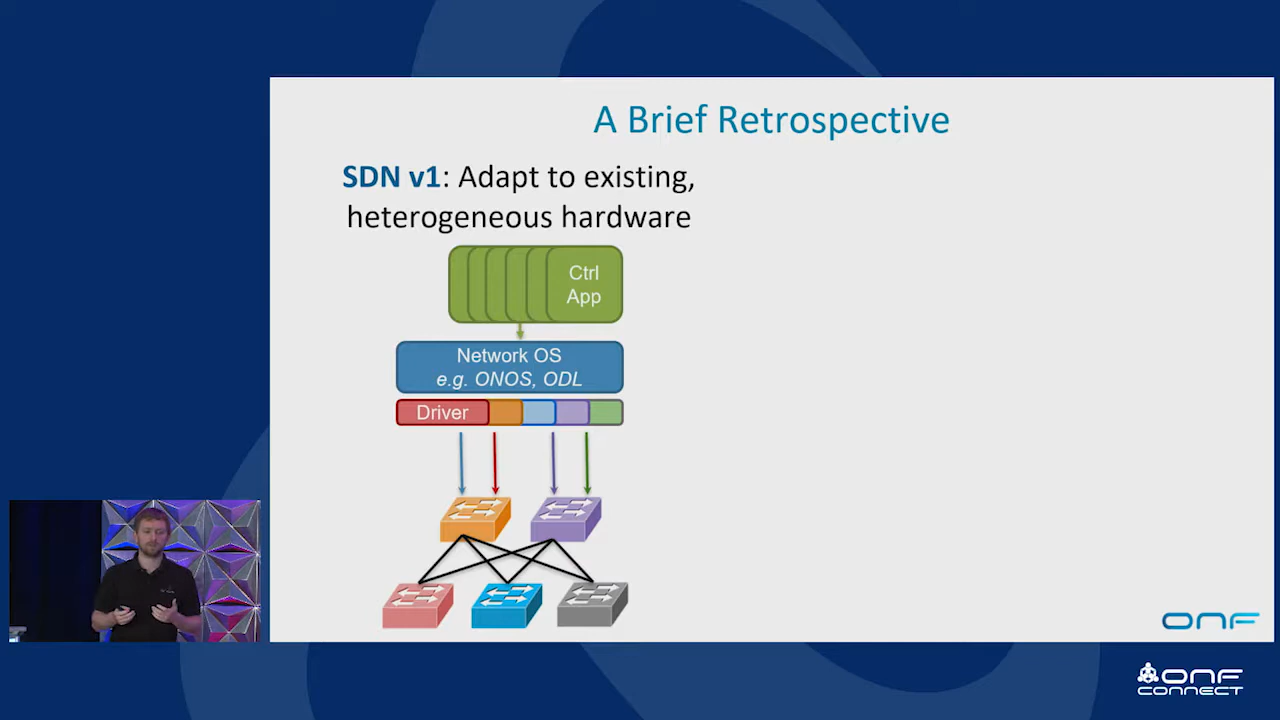 A Brief Retrospective
SDN v1: Adapt to existing,
heterogeneous hardware
Ctrl
App
Network OS
e.g. ONOS, ODL
Driver
ONF
ONF
CONNECT